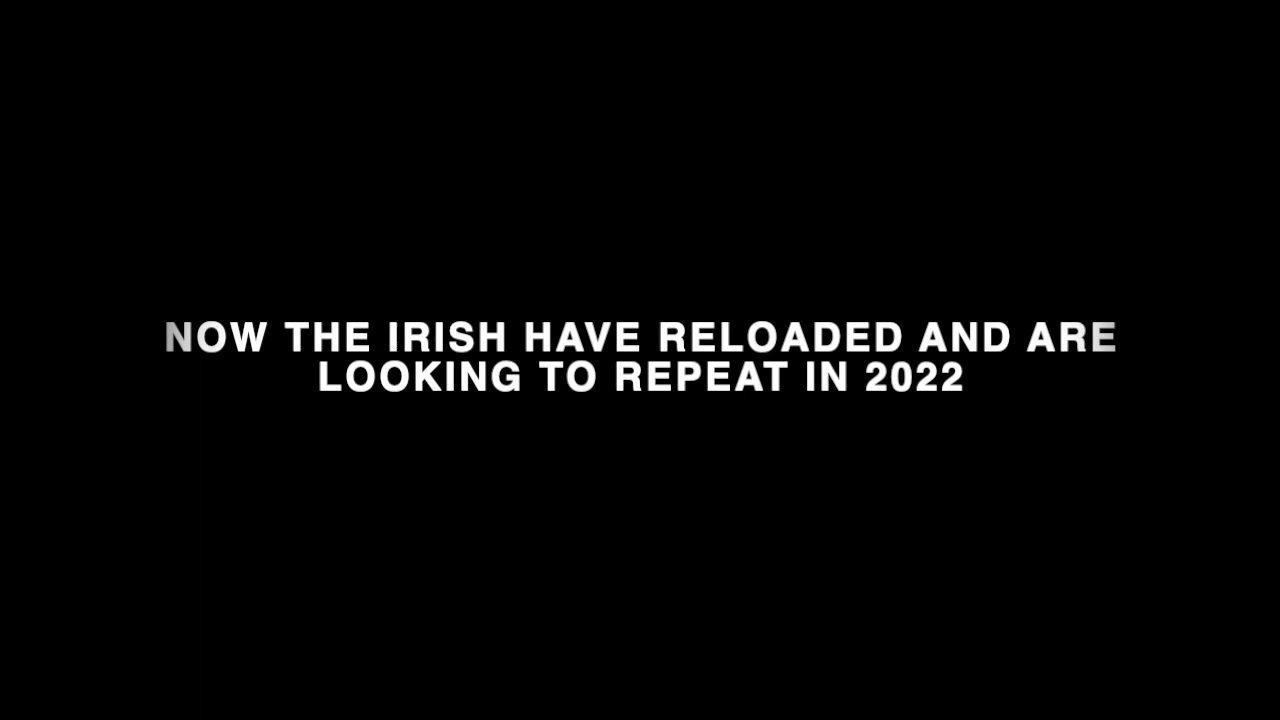 NOW THE IRISH HAVE RELOADED AND ARE
LOOKING TO REPEAT IN 2022